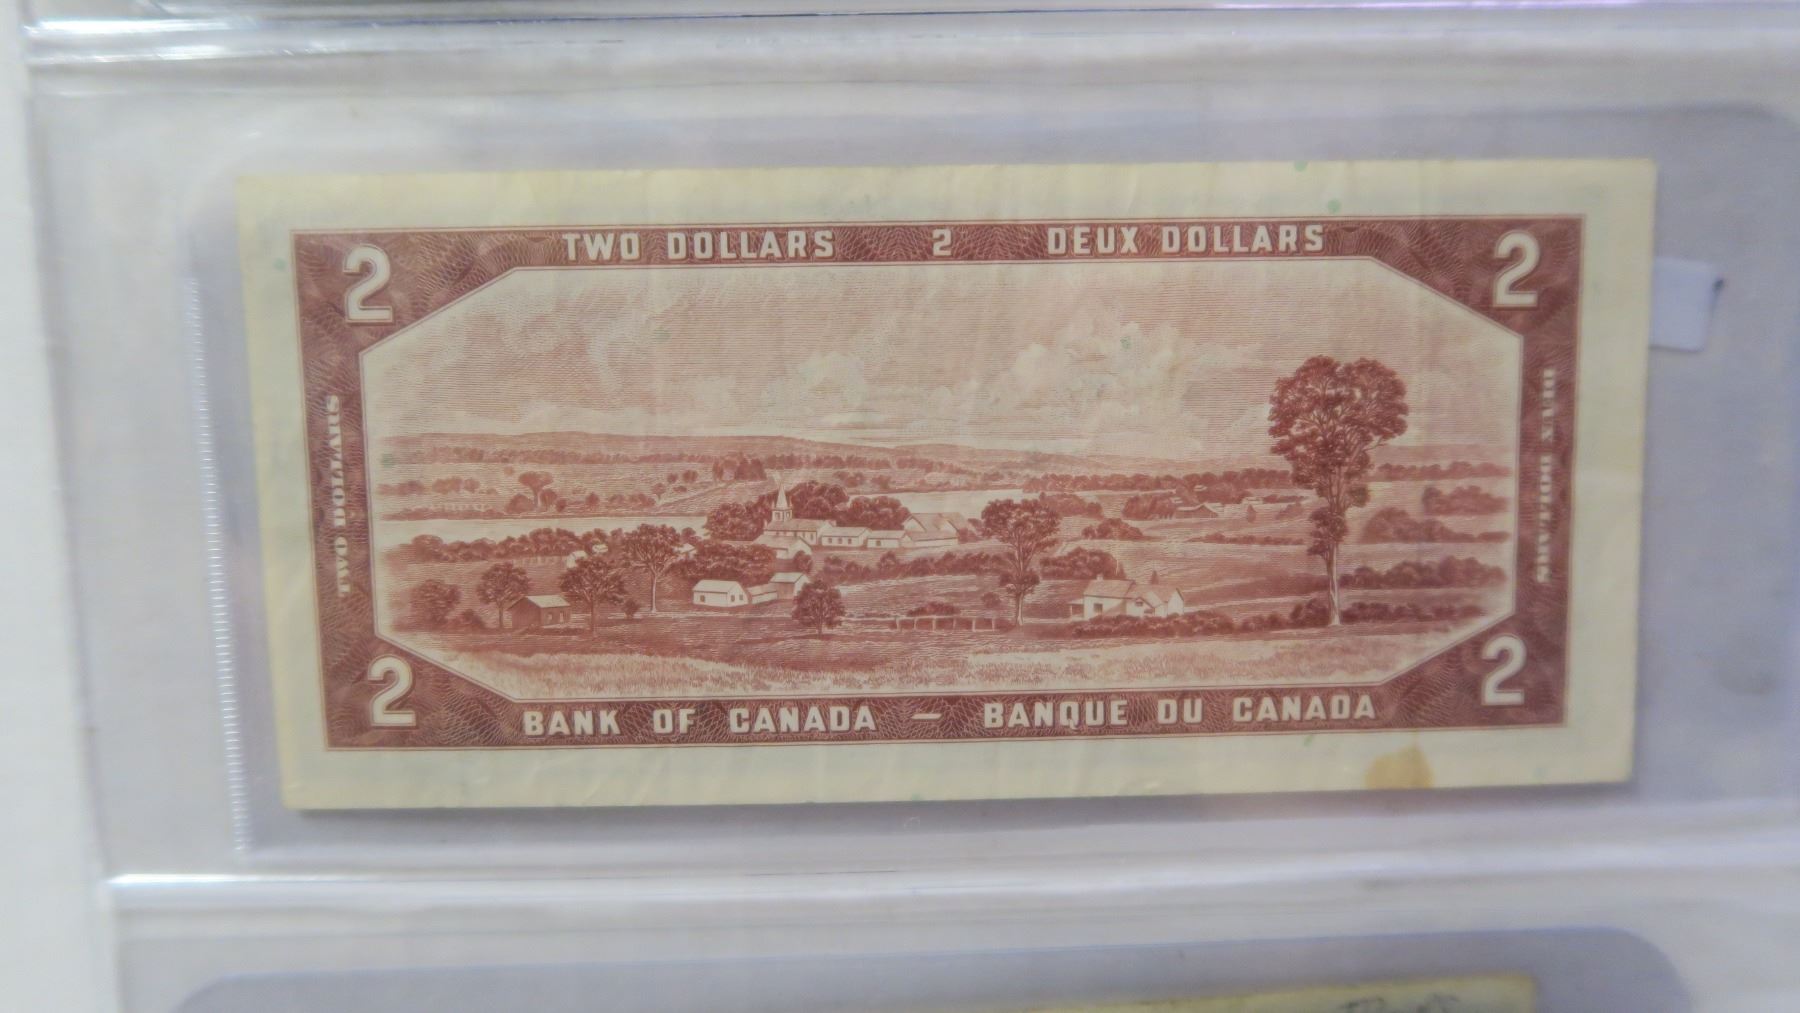 TWO DOLLARS 2 DEUX DOLLARS
2
2
TWO DOLLARS
DEUX DOLLARS
2
2
BANK OF CANADA — BANQUE DU CANADA